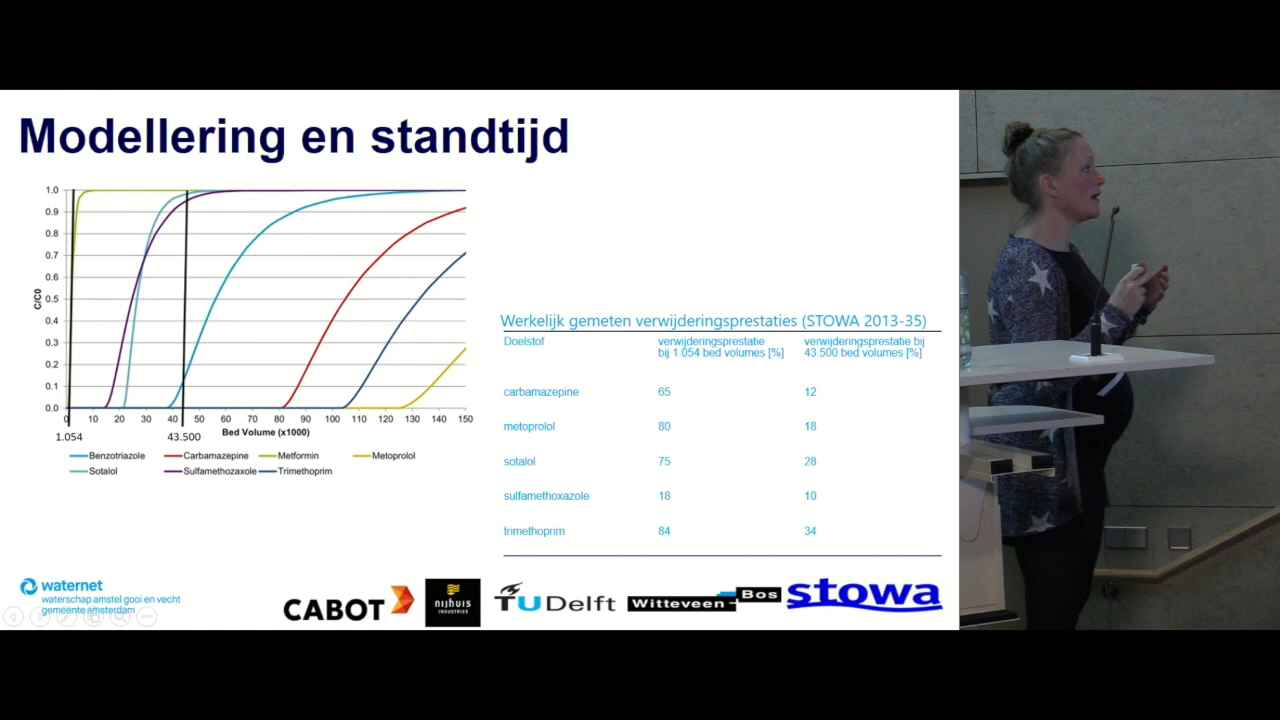 Modellering en standtijd
1.0
0.9
0.8
0.7
0.6
0.5
0.4
0.3
0.2
0.1
0.0
C/C0
0 10 20 30 40 50 60 70 80 90 100 110 120 130 140 150
1.054 43.500 Bed Volume (x1000)
Benzotriazole Carbamazepine Metformin Metoprolol
Sotalol Sulfamethozaxole Trimethoprim
Werkelijk gemeten verwijderingsprestaties (STOWA 2013-35)
Doelstof verwijderingsprestatie verwijderingsprestatie bij
bij 1.054 bed volumes [%] 43.500 bed volumes [%]
carbamazepine 65 12
metoprolol 80 18
sotalol 75 28
sulfamethoxazole 18 10
trimethoprim 84 34
waternet
waterschap amstel gooi en vecht
gemeente amsterdam
CABOT
nijhuis
INDUSTRIES
TU Delft
Witteveen+Bos
stowa